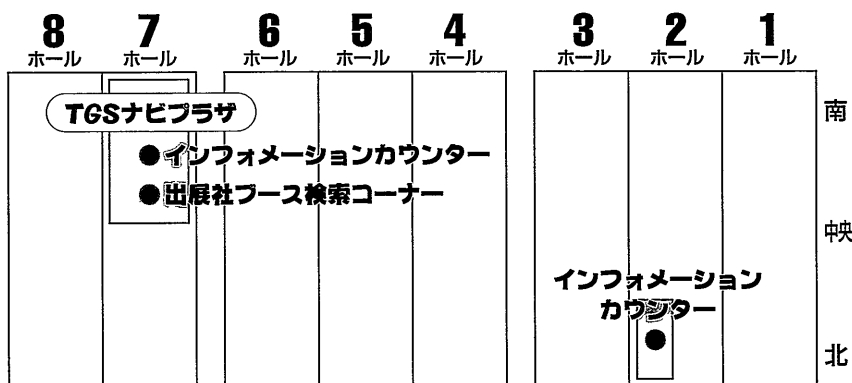 8 ホール
7 ホール
6 ホール
5 ホール
4 ホール
3 ホール
2 ホール
1 ホール
南
TGSナビプラザ
インフォメーションカウンター
出展社ブース検索コーナー
中央
インフォメーション
カウンター
北